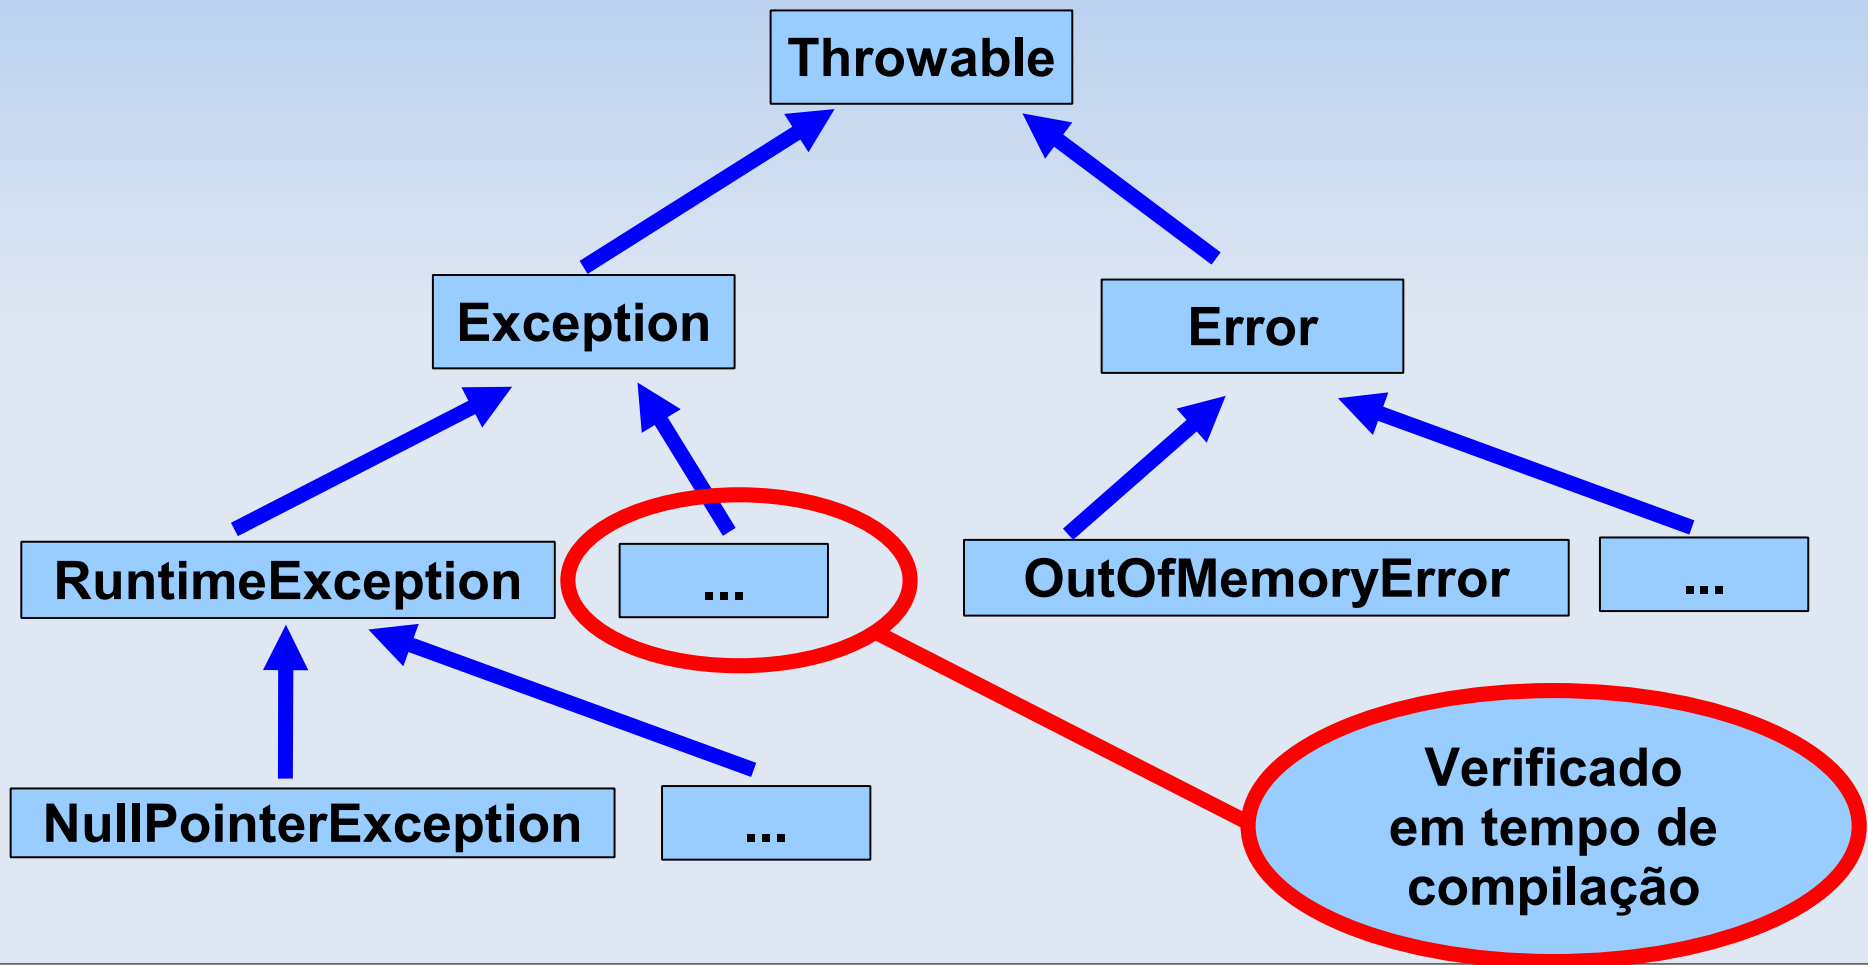 Throwable
Exception
Error
RuntimeException
...
OutOfMemoryError
...
NullPointerException
...
Verificado
em tempo de
compilação